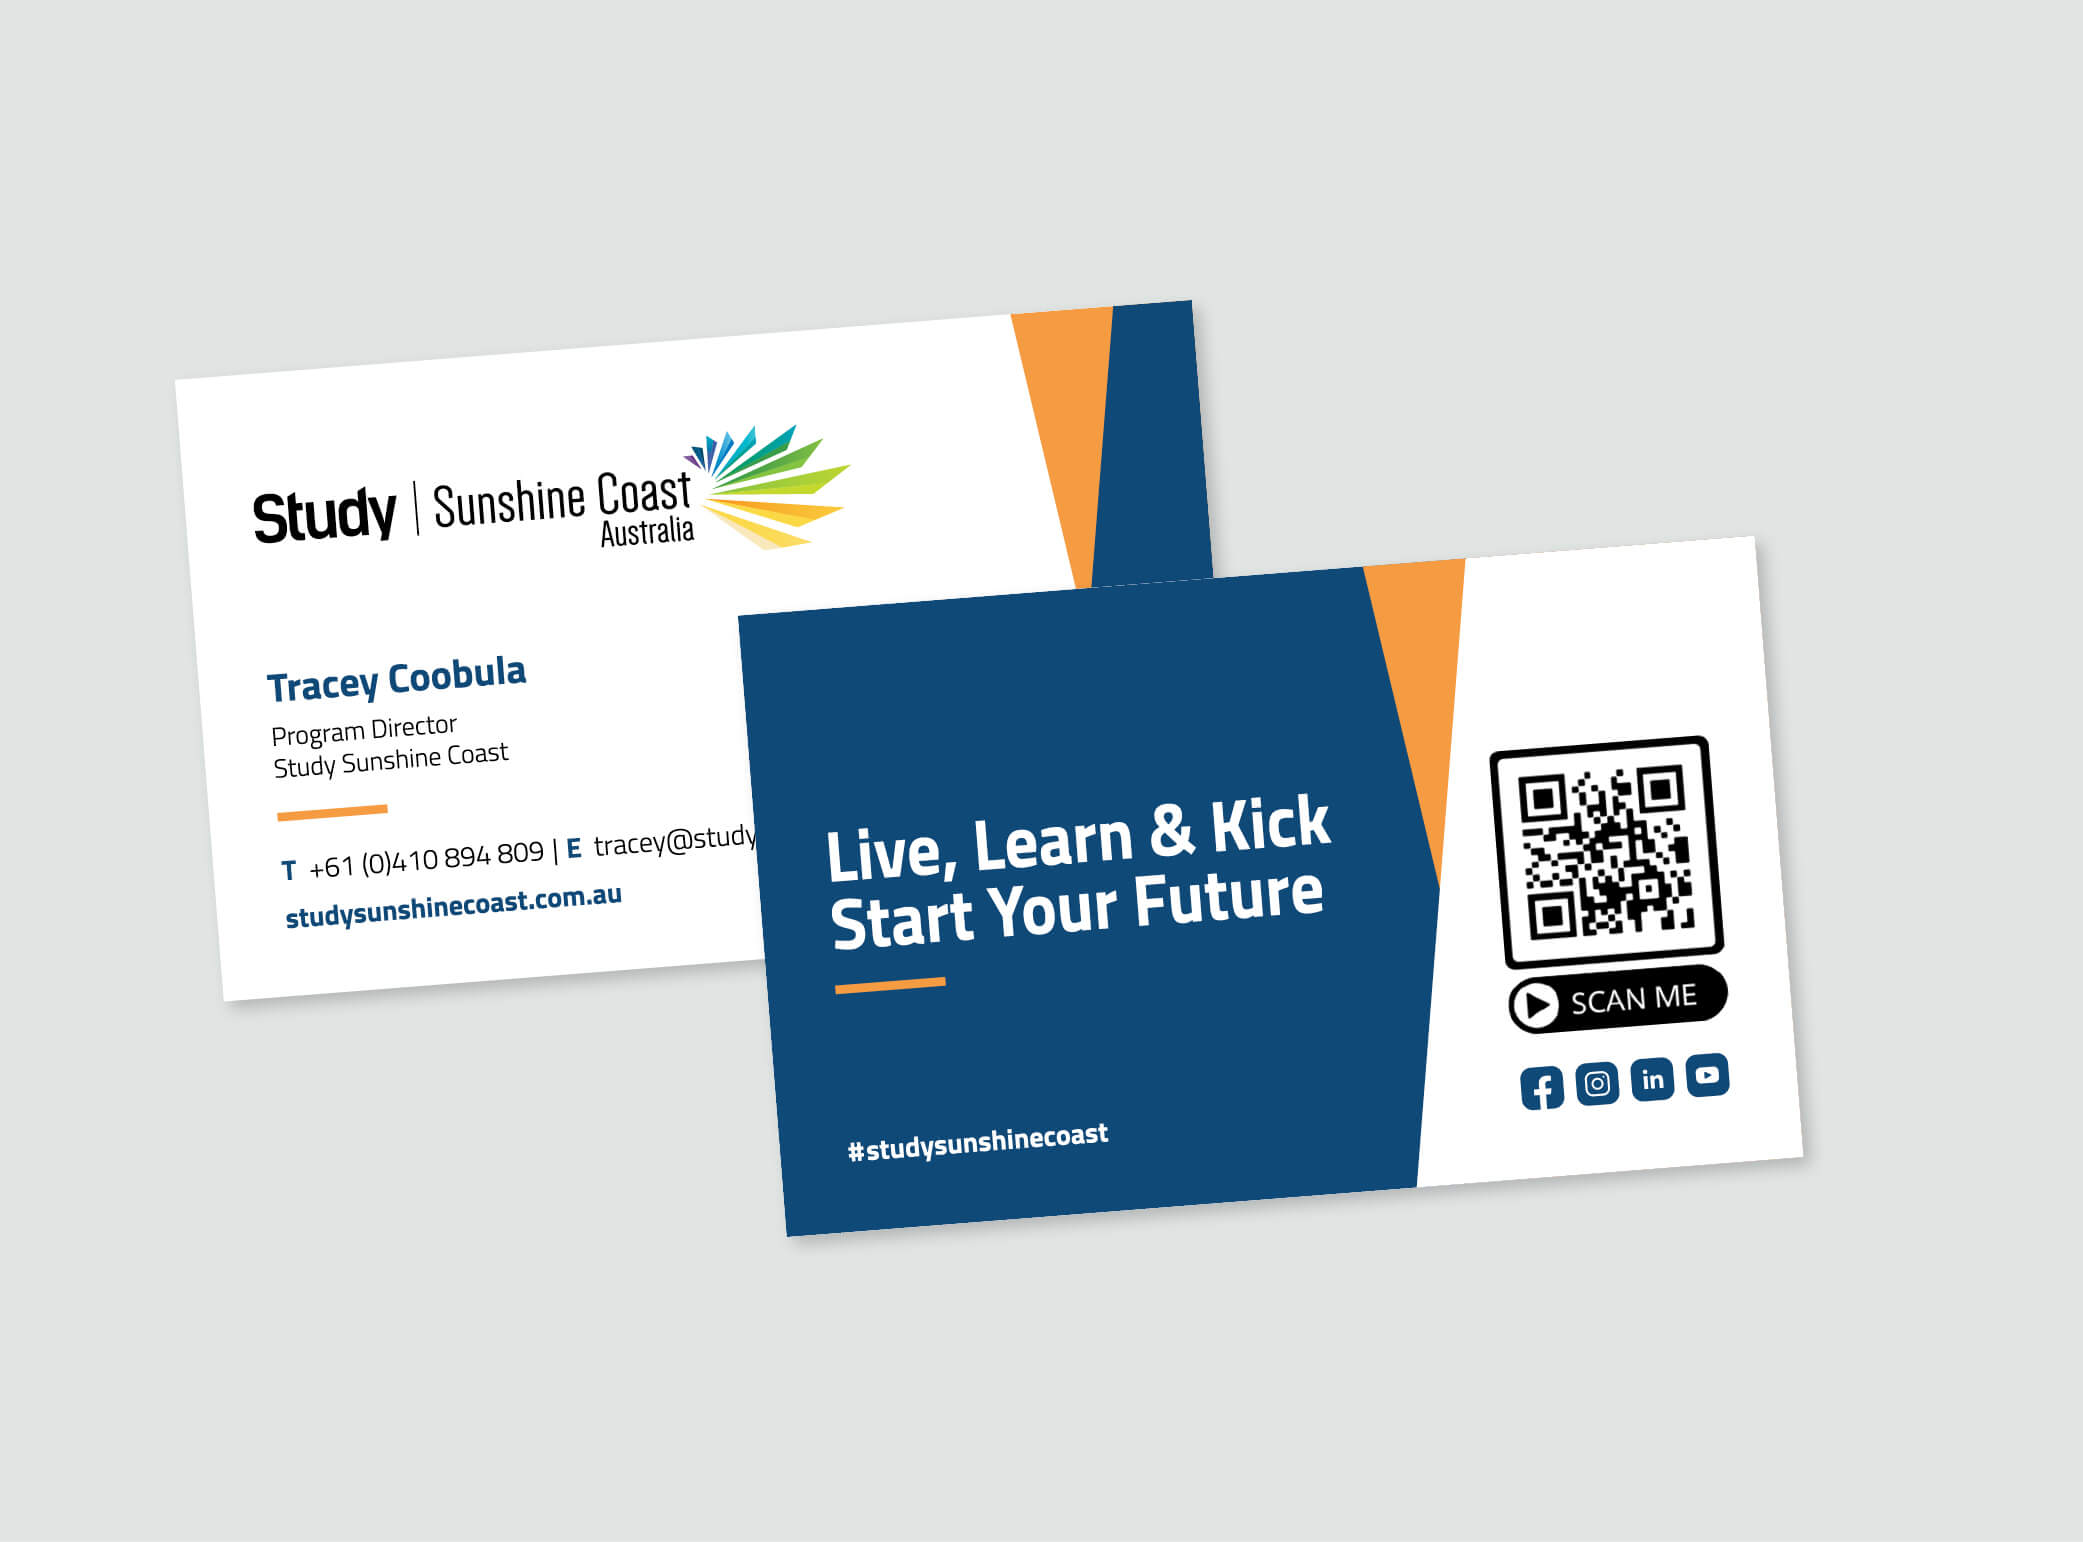 Study | Sunshine Coast
Australia
Tracey Coobula
Program Director
Study Sunshine Coast
T +61 (0)410 894 809 | E tracey@study
studysunshinecoast.com.au
Live, Learn & Kick
Start Your Future
#studysunshinecoast
SCAN ME